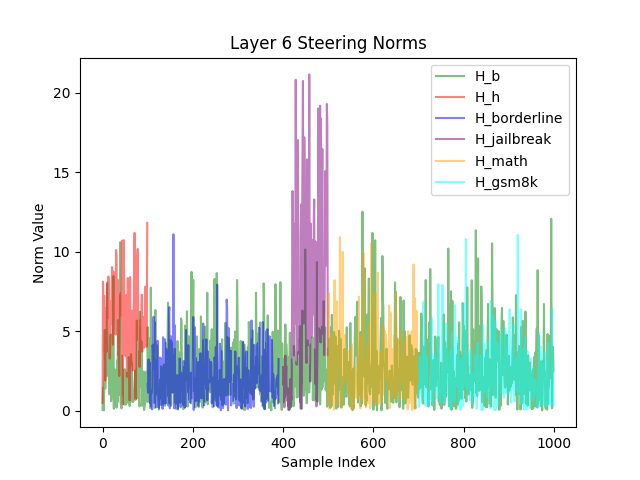 Layer 6 Steering Norms
H_b
H_h
H_borderline
H_jailbreak
H_math
H_gsm8k
Norm Value
20
15
10
5
0
0 200 400 600 800 1000
Sample Index